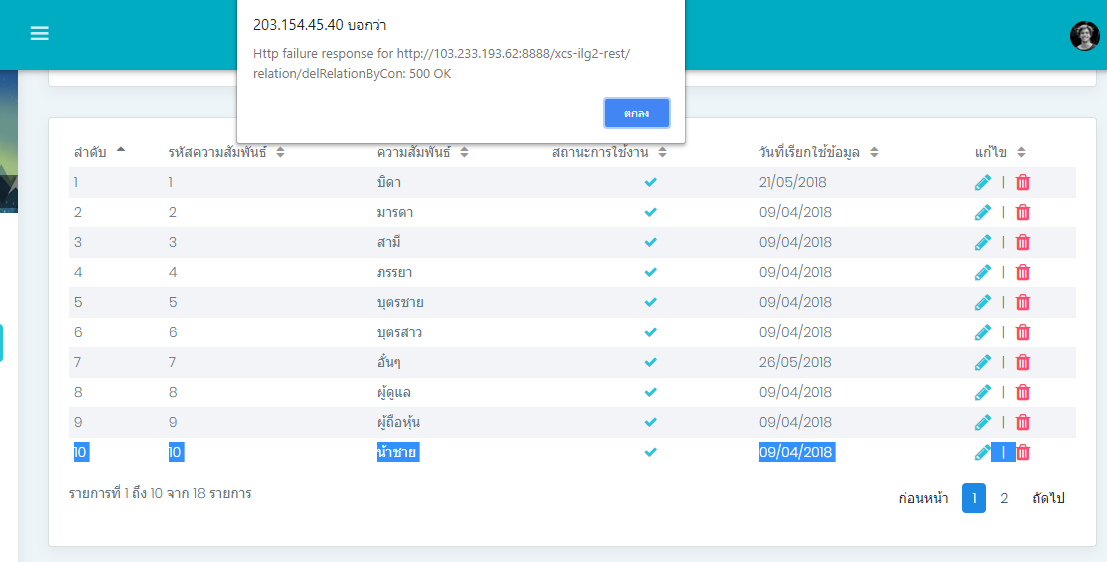 203.154.45.40 บอกว่า
Http failure response for http://103.233.193.62:8888/xcs-ilg2-rest/
relation/delRelationByCon: 500 OK
ตกลง
ลำดับ รหัสความสัมพันธ์ ความสัมพันธ์ สถานะการใช้งาน วันที่เรียกใช้ข้อมูล แก้ไข
1 1 บิดา 21/05/2018 |
2 2 มารดา 09/04/2018 |
3 3 สามี 09/04/2018 |
4 4 ภรรยา 09/04/2018 |
5 5 บุตรชาย 09/04/2018 |
6 6 บุตรสาว 09/04/2018 |
7 7 อื่นๆ 26/05/2018 |
8 8 ผู้ดูแล 09/04/2018 |
9 9 ผู้ถือหุ้น 09/04/2018 |
10 10 น้าชาย 09/04/2018 |
รายการที่ 1 ถึง 10 จาก 18 รายการ
ก่อนหน้า 1 2 ถัดไป